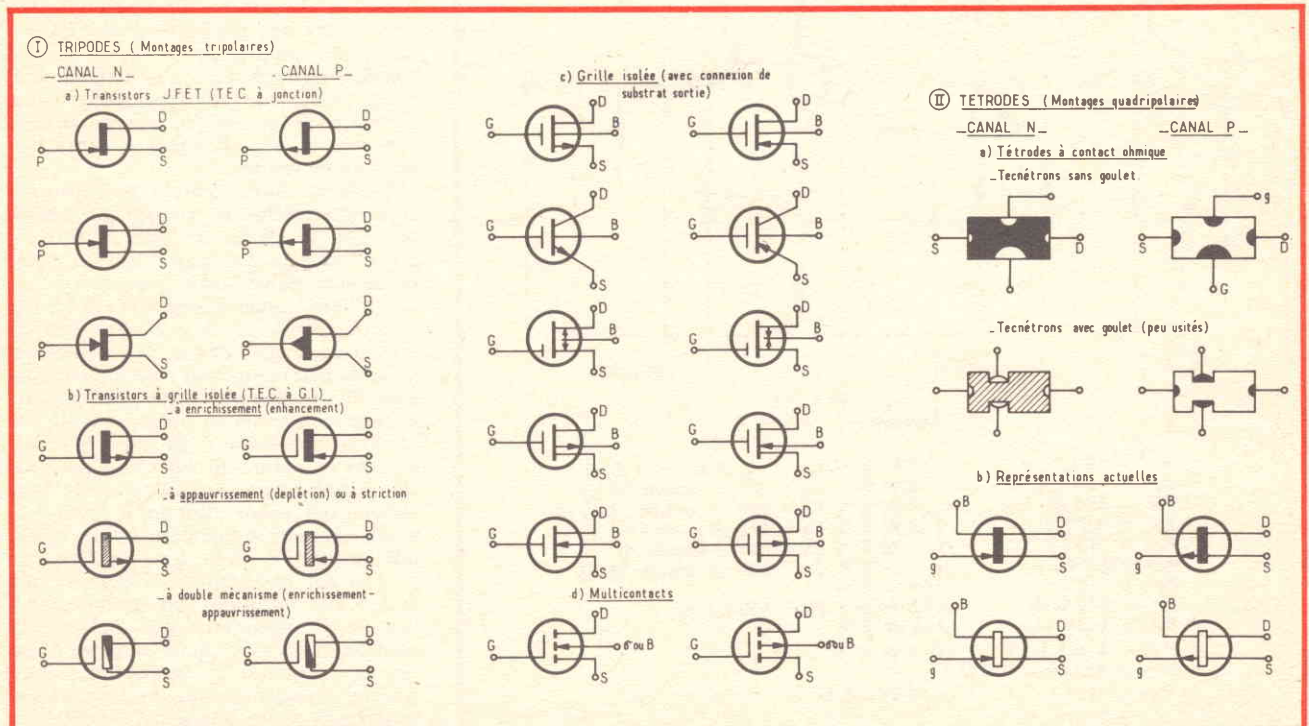 I TRIPODES (Montages tripolaires)
_CANAL N_
_CANAL P_
a) Transistors J.FET (T.E.C à jonction)
D
P
S
D
P
S
D
P
S
D
P
S
D
P
S
D
P
S
b) Transistors à grille isolée (T.E.C. à G.I.)
_à enrichissement (enhancement)
D
G
S
D
G
S
_à appauvrissement (deplétion) ou à striction
D
G
S
D
G
S
_à double mécanisme (enrichissement-
appauvrissement)
D
G
S
D
G
S
c) Grille isolée (avec connexion de
substrat sortie)
D
G
B
S
D
G
B
S
D
G
B
S
D
G
B
S
D
G
B
S
D
G
B
S
D
G
B
S
D
G
B
S
D
G
B
S
D
G
B
S
d) Multicontacts
D
G
G'ou B
S
D
G
G'ou B
S
II TETRODES (Montages quadripolaires)
_CANAL N_
_CANAL P_
a) Tétrodes à contact ohmique
_Tecnétrons sans goulet
S
D
g
S
D
G
_Tecnétrons avec goulet (peu usités)
b) Représentations actuelles
B
D
g
S
B
D
g
S
B
D
g
S
B
D
g
S